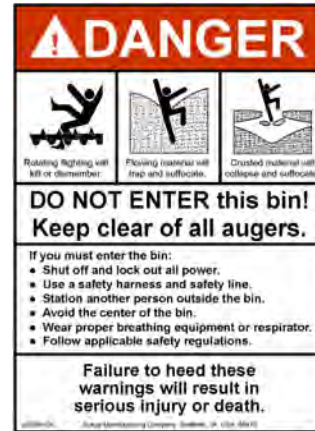 DANGER
Rotating flighting will
kill or dismember.
Flowing material will
trap and suffocate.
Crusted material will
collapse and suffocate.
DO NOT ENTER this bin!
Keep clear of all augers.
If you must enter the bin:
• Shut off and lock out all power.
• Use a safety harness and safety line.
• Station another person outside the bin.
• Avoid the center of the bin.
• Wear proper breathing equipment or respirator.
• Follow applicable safety regulations.
Failure to heed these
warnings will result in
serious injury or death.
Manufacturing Company